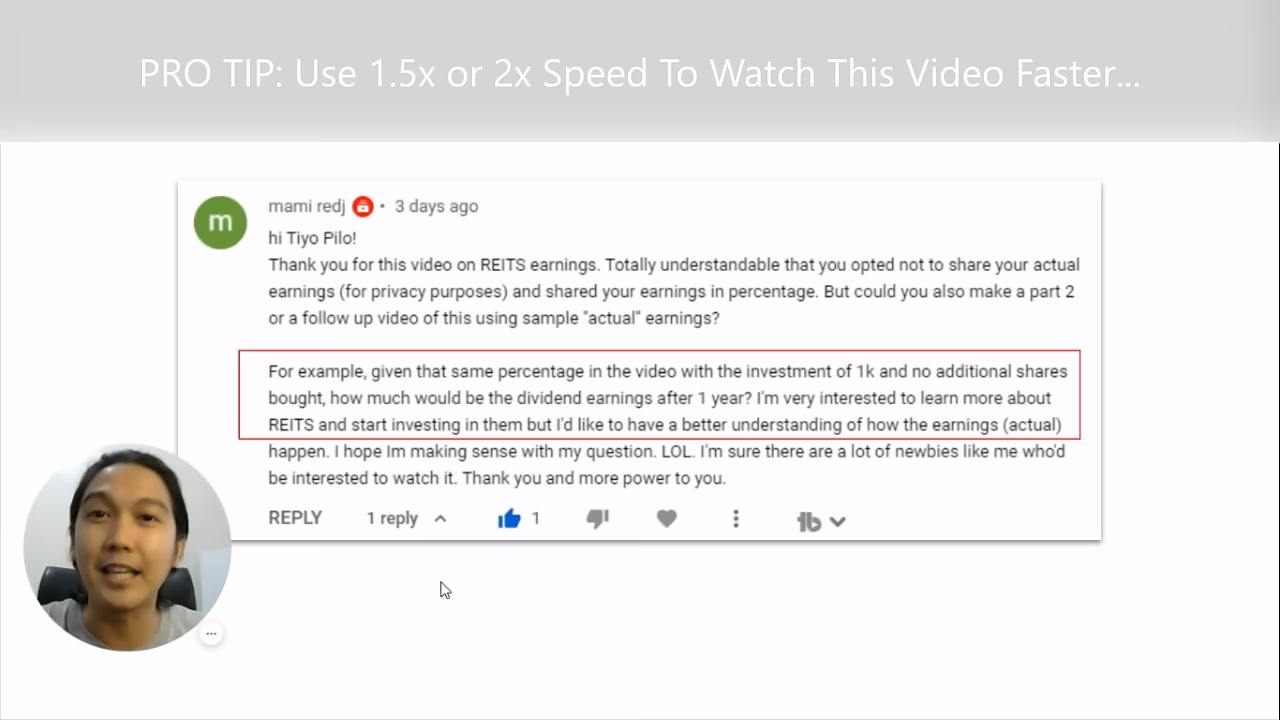 PRO TIP: Use 1.5x or 2x Speed To Watch This Video Faster...
m
mami redj • 3 days ago
hi Tiyo Pilo!
Thank you for this video on REITS earnings. Totally understandable that you opted not to share your actual
earnings (for privacy purposes) and shared your earnings in percentage. But could you also make a part 2
or a follow up video of this using sample "actual" earnings?
For example, given that same percentage in the video with the investment of 1k and no additional shares
bought, how much would be the dividend earnings after 1 year? I'm very interested to learn more about
REITS and start investing in them but I'd like to have a better understanding of how the earnings (actual)
happen. I hope Im making sense with my question. LOL. I'm sure there are a lot of newbies like me who'd
be interested to watch it. Thank you and more power to you.
REPLY 1 reply 1 tb
...